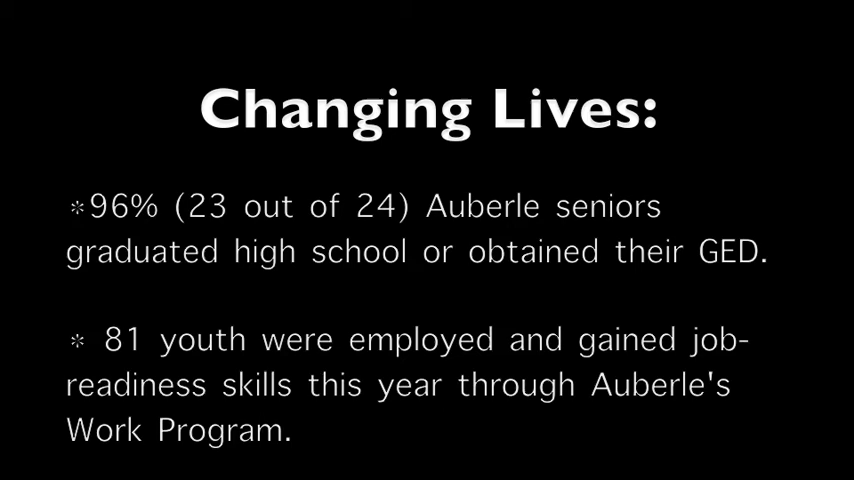 Changing Lives:
*96% (23 out of 24) Auberle seniors
graduated high school or obtained their GED.
* 81 youth were employed and gained job-
readiness skills this year through Auberle's
Work Program.